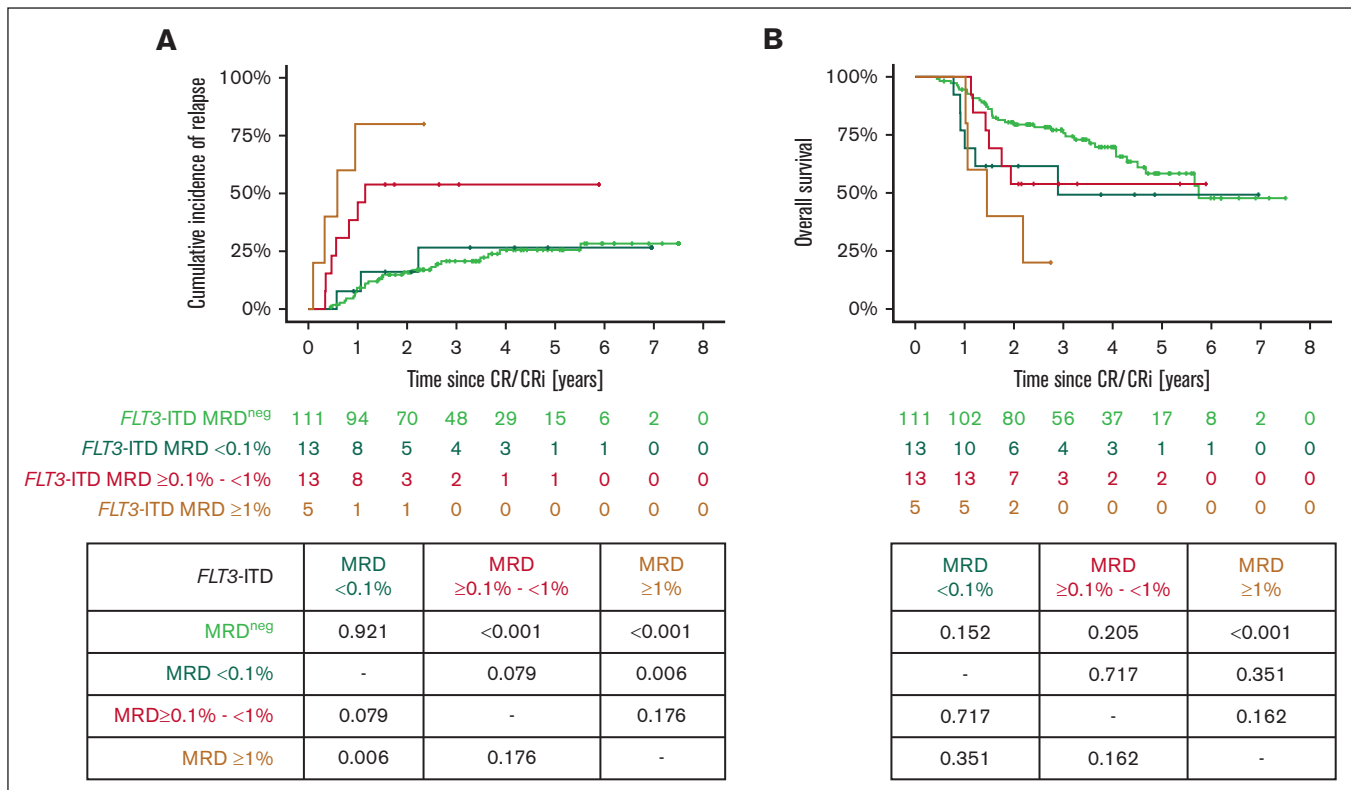 A
Cumulative incidence of relapse
100%
75%
50%
25%
0%
0 1 2 3 4 5 6 7 8
Time since CR/CRi [years]
B
Overall survival
100%
75%
50%
25%
0%
0 1 2 3 4 5 6 7 8
Time since CR/CRi [years]
FLT3-ITD MRDneg 111 94 70 48 29 15 6 2 0
FLT3-ITD MRD <0.1% 13 8 5 4 3 1 1 0 0
FLT3-ITD MRD ≥0.1% - <1% 13 8 3 2 1 1 0 0 0
FLT3-ITD MRD ≥1% 5 1 1 0 0 0 0 0 0
111 102 80 56 37 17 8 2 0
13 10 6 4 3 1 1 0 0
13 13 7 3 2 2 0 0 0
5 5 2 0 0 0 0 0 0
FLT3-ITD MRD <0.1% MRD ≥0.1% - <1% MRD ≥1%
MRDneg 0.921 <0.001 <0.001
MRD <0.1% - 0.079 0.006
MRD≥0.1% - <1% 0.079 - 0.176
MRD ≥1% 0.006 0.176 -
MRD <0.1% MRD ≥0.1% - <1% MRD ≥1%
0.152 0.205 <0.001
- 0.717 0.351
0.717 - 0.162
0.351 0.162 -